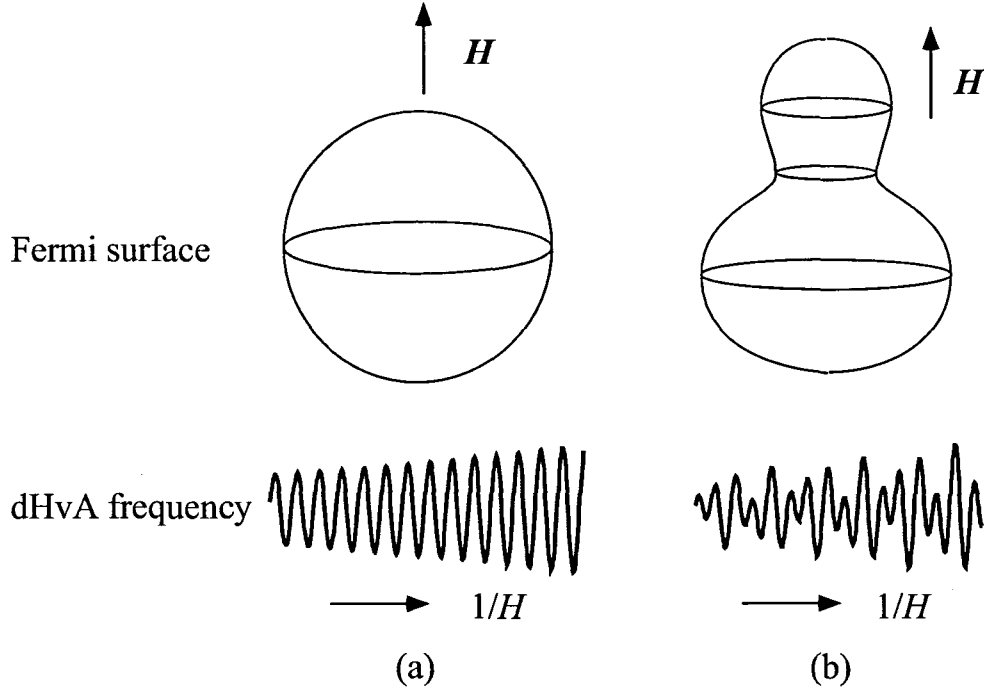 H
H
Fermi surface
dHvA frequency
1/H
1/H
(a)
(b)